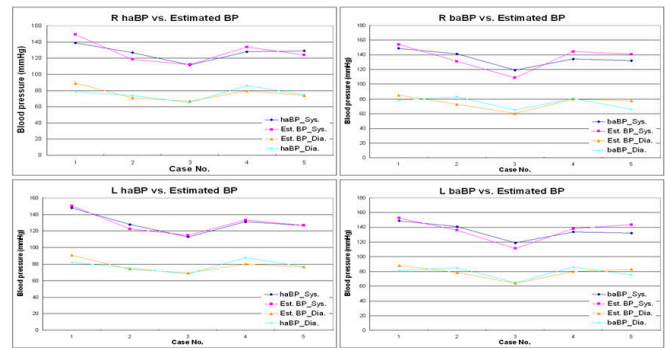 R haBP vs. Estimated BP
Blood pressure (mmHg)
180
160
140
120
100
80
60
40
20
0
haBP_Sys.
Est. BP_Sys.
Est. BP_Dia.
haBP_Dia.
1 2 3 4 5
Case No.
R baBP vs. Estimated BP
Blood pressure (mmHg)
180
160
140
120
100
80
60
40
20
0
baBP_Sys.
Est. BP_Sys.
Est. BP_Dia.
baBP_Dia.
1 2 3 4 5
Case No.
L haBP vs. Estimated BP
Blood pressure (mmHg)
160
140
120
100
80
60
40
20
0
haBP_Sys.
Est. BP_Sys.
Est. BP_Dia.
haBP_Dia.
1 2 3 4 5
Case No.
L baBP vs. Estimated BP
Blood pressure (mmHg)
180
160
140
120
100
80
60
40
20
0
baBP_Sys.
Est. BP_Sys.
Est. BP_Dia.
baBP_Dia.
1 2 3 4 5
Case No.